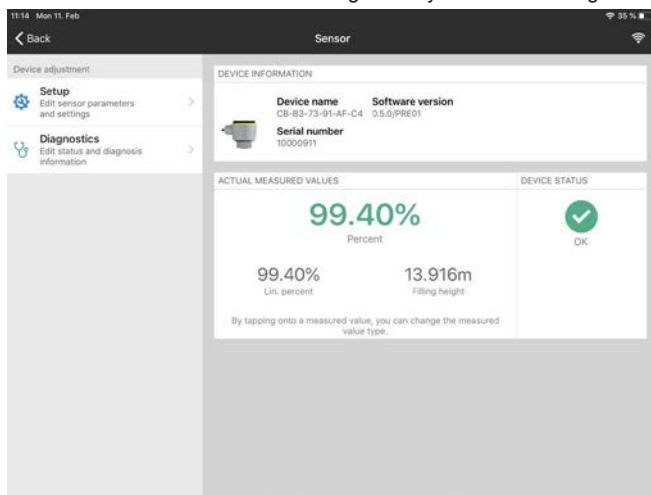 11:14 Mon 11. Feb
35 %
Back
Sensor
Device adjustment
Setup
Edit sensor parameters
and settings
Diagnostics
Edit status and diagnosis
information
DEVICE INFORMATION
Device name Software version
CB-B3-73-91-AF-C4 0.5.0/PRE01
Serial number
10000911
ACTUAL MEASURED VALUES
DEVICE STATUS
99.40%
Percent
OK
99.40% 13.916m
Lin. percent Filling height
By tapping onto a measured value, you can change the measured
value type.